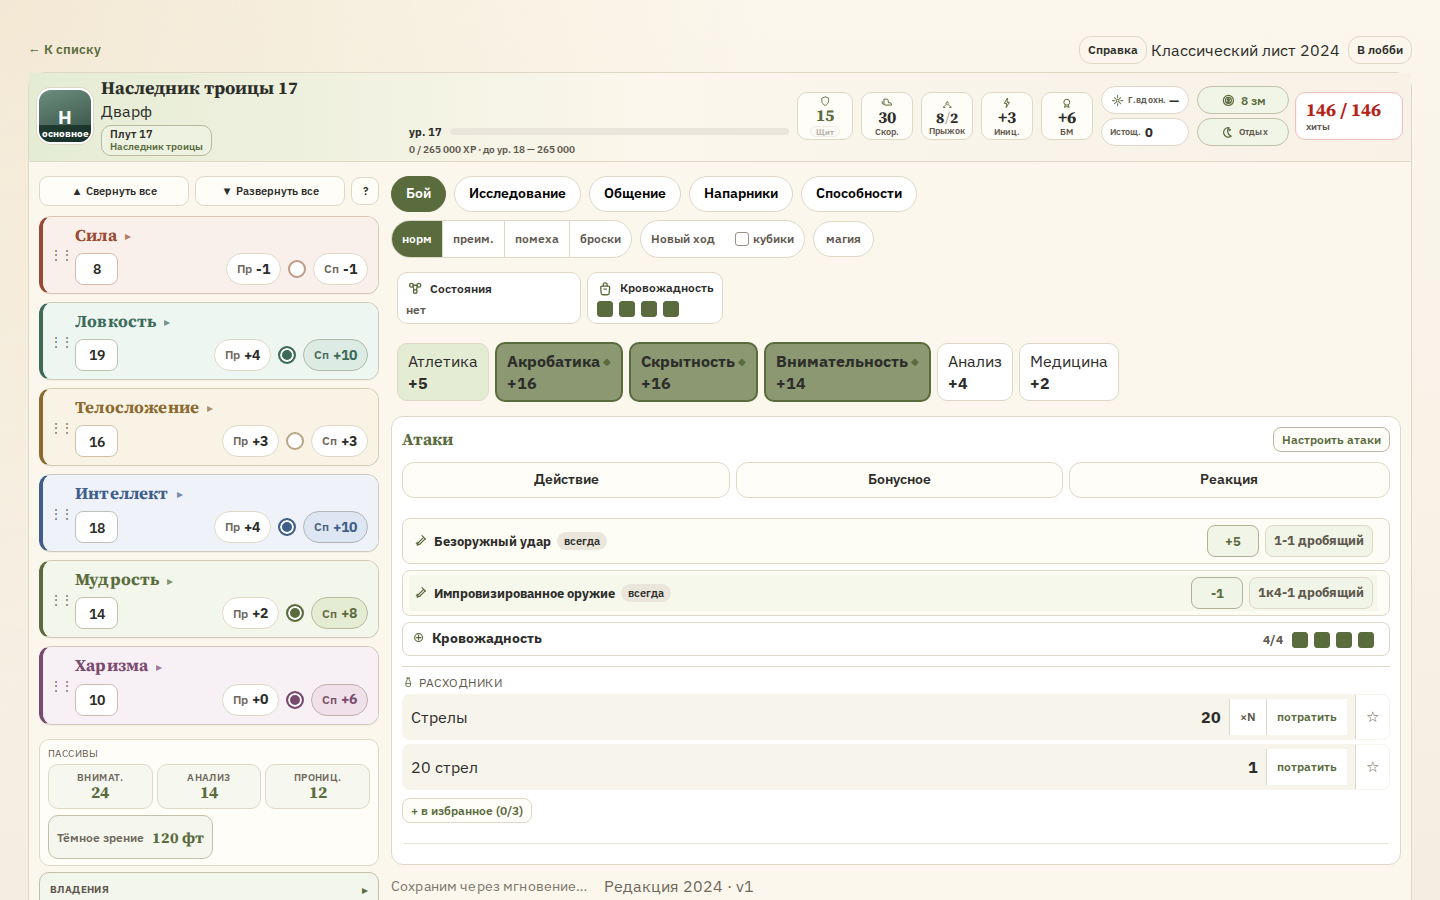 ← К списку
Справка Классический лист 2024 В лобби
Н
основное
Наследник троицы 17
Дварф
Плут 17
Наследник троицы
ур. 17
0 / 265 000 XP · до ур. 18 — 265 000
15
Щит
30
Скор.
8/2
Прыжок
+3
Иниц.
+6
БМ
Г.вдохн. —
Истощ. 0
8 зм
Отдых
146 / 146
хиты
▲ Свернуть все ▼ Развернуть все ?
Сила ▸
8 Пр -1 Сп -1
Ловкость ▸
19 Пр +4 Сп +10
Телосложение ▸
16 Пр +3 Сп +3
Интеллект ▸
18 Пр +4 Сп +10
Мудрость ▸
14 Пр +2 Сп +8
Харизма ▸
10 Пр +0 Сп +6
ПАССИВЫ
ВНИМАТ. АНАЛИЗ ПРОНИЦ.
24 14 12
Тёмное зрение 120 фт
ВЛАДЕНИЯ ▸
Бой Исследование Общение Напарники Способности
норм преим. помеха броски Новый ход кубики магия
Состояния
нет
Кровожадность
Атлетика Акробатика ◆ Скрытность ◆ Внимательность ◆ Анализ Медицина
+5 +16 +16 +14 +4 +2
Атаки Настроить атаки
Действие Бонусное Реакция
Безоружный удар всегда +5 1-1 дробящий
Импровизированное оружие всегда -1 1к4-1 дробящий
Кровожадность 4/4
РАСХОДНИКИ
Стрелы 20 ×N потратить ☆
20 стрел 1 потратить ☆
+ в избранное (0/3)
Сохраним через мгновение… Редакция 2024 · v1